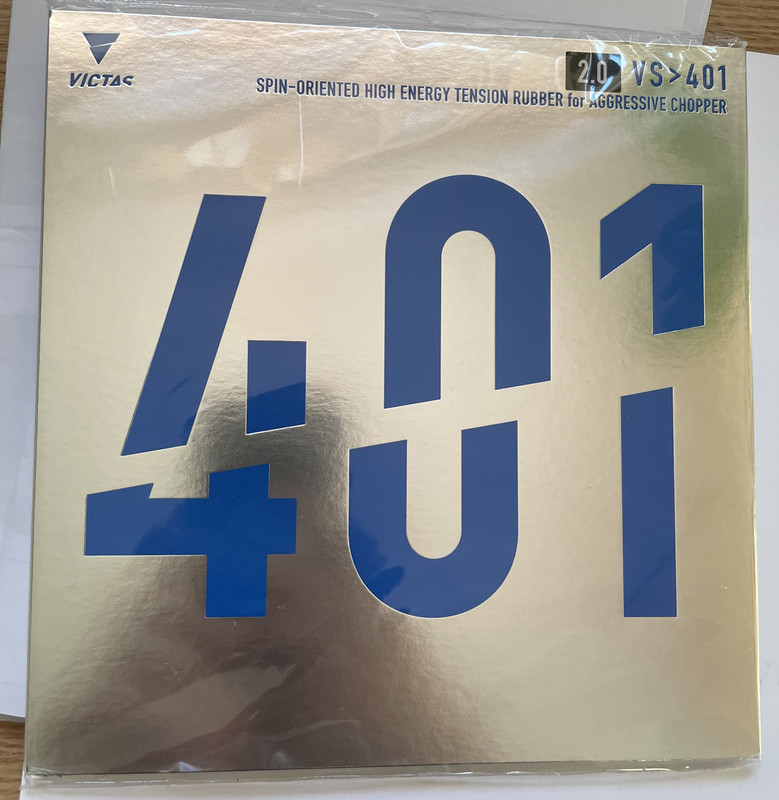 VICTAS
2.0 VS>401
SPIN-ORIENTED HIGH ENERGY TENSION RUBBER for AGGRESSIVE CHOPPER
401